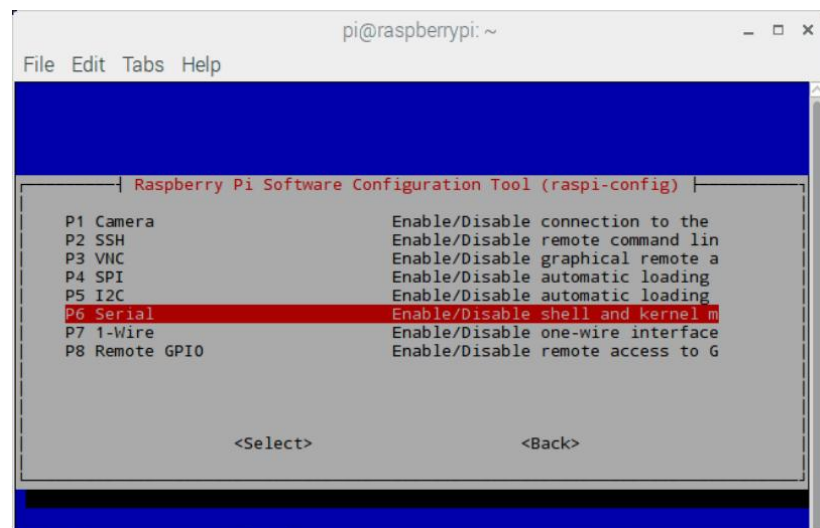 pi@raspberrypi: ~
File Edit Tabs Help
Raspberry Pi Software Configuration Tool (raspi-config)
P1 Camera Enable/Disable connection to the
P2 SSH Enable/Disable remote command lin
P3 VNC Enable/Disable graphical remote a
P4 SPI Enable/Disable automatic loading
P5 I2C Enable/Disable automatic loading
P6 Serial Enable/Disable shell and kernel m
P7 1-Wire Enable/Disable one-wire interface
P8 Remote GPIO Enable/Disable remote access to G
<Select> <Back>